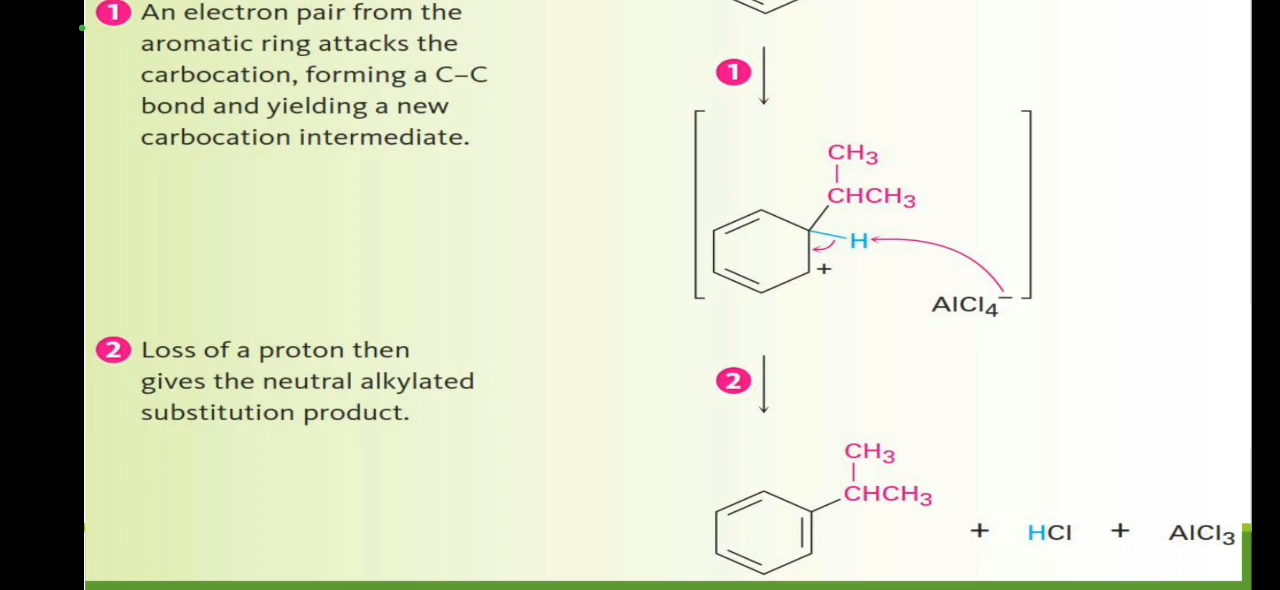 1 An electron pair from the
aromatic ring attacks the
carbocation, forming a C–C
bond and yielding a new
carbocation intermediate.
1
CH3
CHCH3
H
+
AlCl4–
2 Loss of a proton then
gives the neutral alkylated
substitution product.
2
CH3
CHCH3
+ HCl + AlCl3